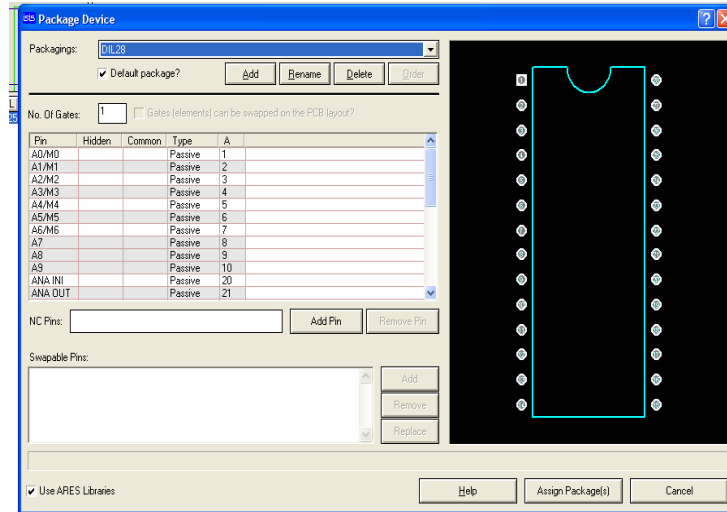 ISIS Package Device
Packagings: DIL28
Default package? Add Rename Delete Order
No. Of Gates: 1 Gates (elements) can be swapped on the PCB layout?
Pin Hidden Common Type A
A0/M0 Passive 1
A1/M1 Passive 2
A2/M2 Passive 3
A3/M3 Passive 4
A4/M4 Passive 5
A5/M5 Passive 6
A6/M6 Passive 7
A7 Passive 8
A8 Passive 9
A9 Passive 10
ANA INI Passive 20
ANA OUT Passive 21
NC Pins: Add Pin Remove Pin
Swapable Pins:
Add
Remove
Replace
Use ARES Libraries Help Assign Package(s) Cancel